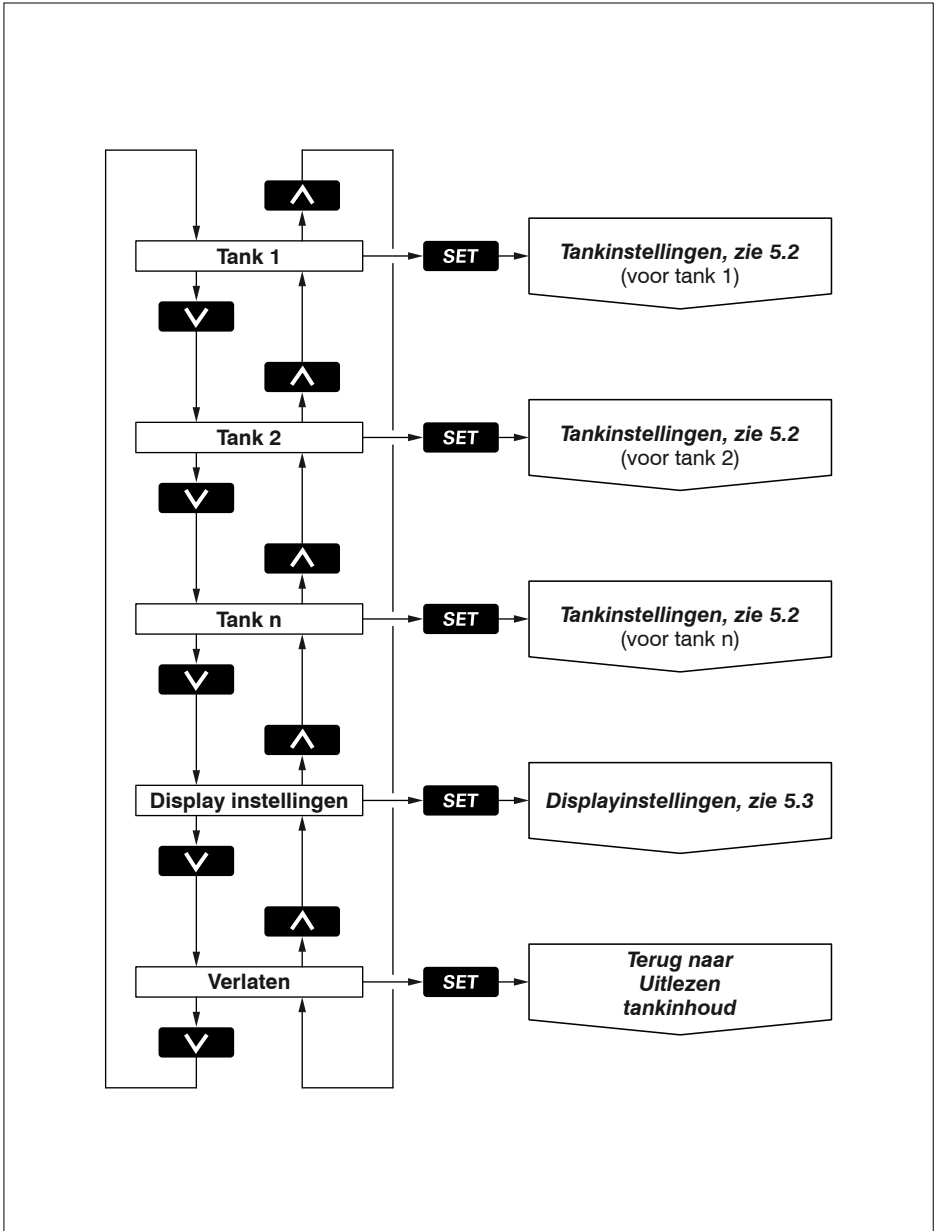 Tank 1
SET
Tankinstellingen, zie 5.2
(voor tank 1)
Tank 2
SET
Tankinstellingen, zie 5.2
(voor tank 2)
Tank n
SET
Tankinstellingen, zie 5.2
(voor tank n)
Display instellingen
SET
Displayinstellingen, zie 5.3
Verlaten
SET
Terug naar
Uitlezen
tankinhoud